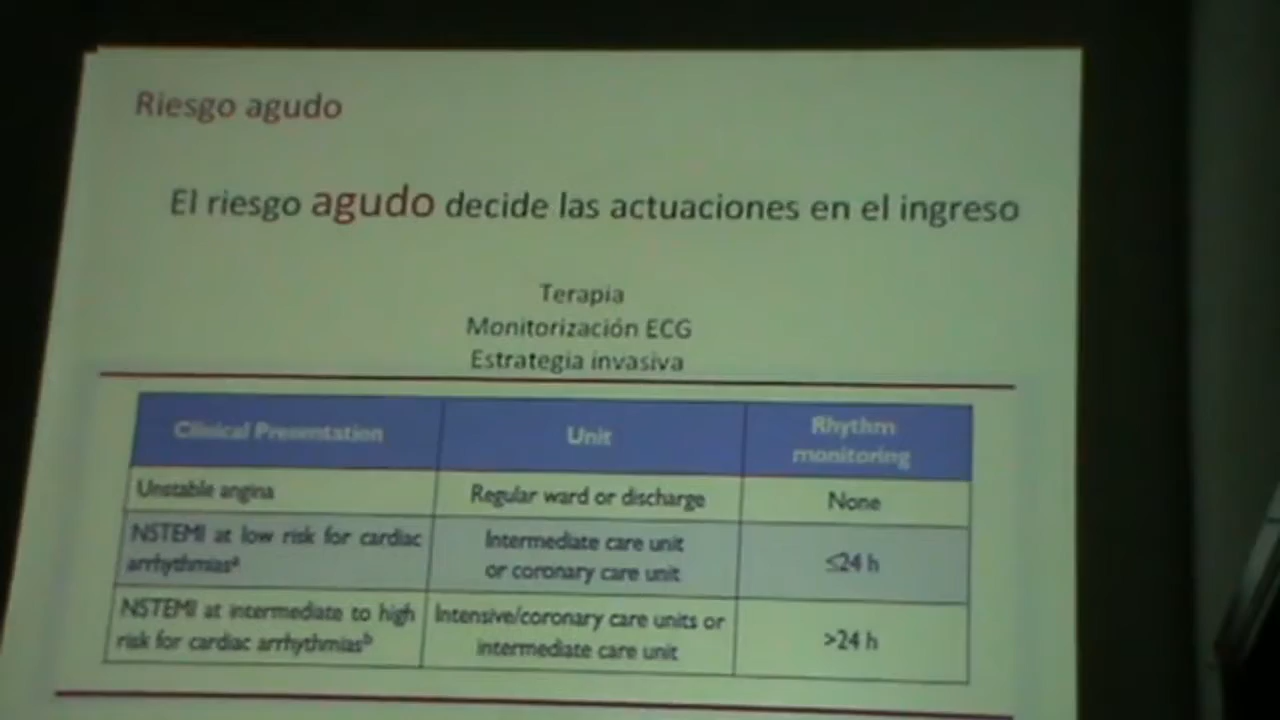 Riesgo agudo
El riesgo agudo decide las actuaciones en el ingreso
Terapia
Monitorización ECG
Estrategia invasiva
Clinical Presentation
Unit
Rhythm
monitoring
Unstable angina
Regular ward or discharge
None
NSTEMI at low risk for cardiac
arrhythmiasᵃ
Intermediate care unit
or coronary care unit
≤24 h
NSTEMI at intermediate to high
risk for cardiac arrhythmiasᵇ
Intensive/coronary care units or
intermediate care unit
>24 h